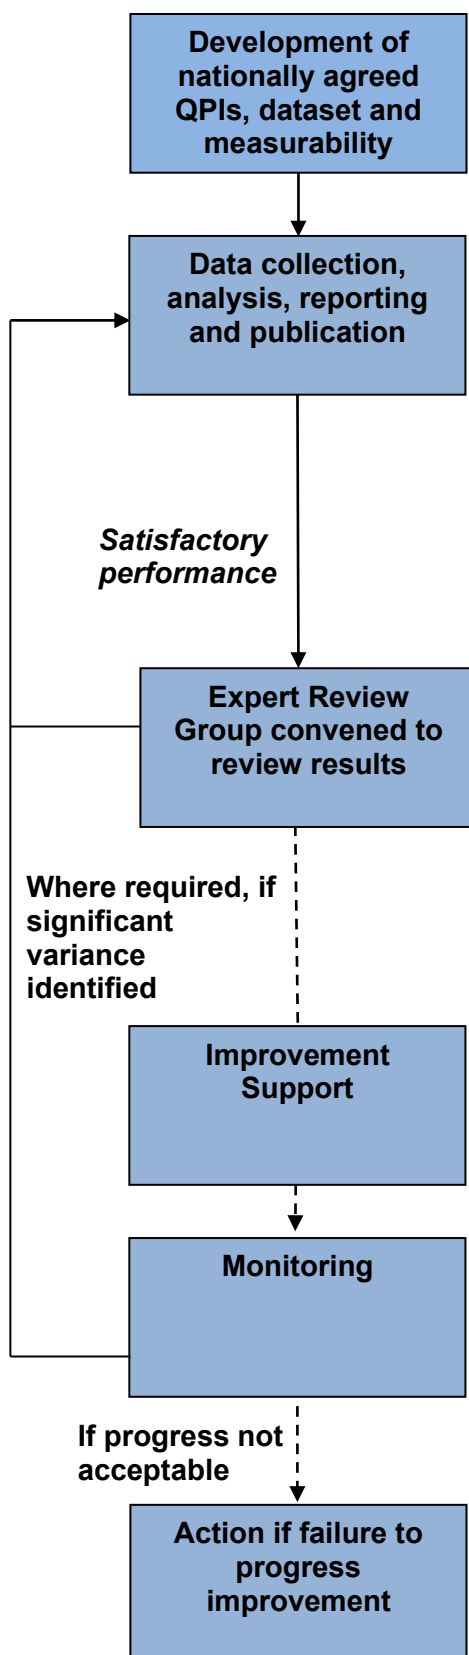 Development of
nationally agreed
QPIs, dataset and
measurability
Data collection,
analysis, reporting
and publication
Satisfactory
performance
Expert Review
Group convened to
review results
Where required, if
significant
variance
identified
Improvement
Support
Monitoring
If progress not
acceptable
Action if failure to
progress
improvement